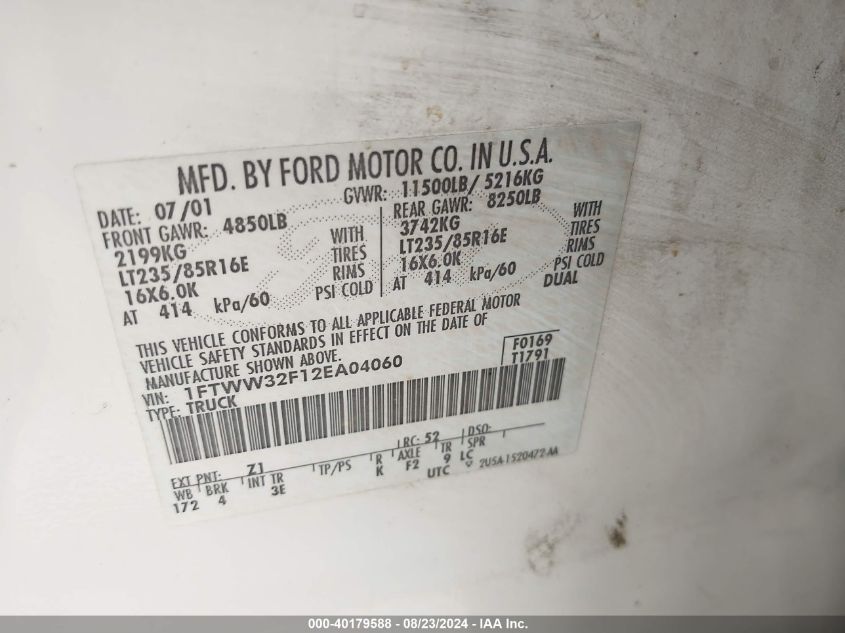 MFD. BY FORD MOTOR CO. IN U.S.A.
DATE: 07/01 GVWR: 11500LB/ 5216KG
FRONT GAWR: 4850LB REAR GAWR: 8250LB
2199KG WITH 3742KG WITH
LT235/85R16E TIRES LT235/85R16E TIRES
16X6.0K RIMS 16X6.0K RIMS
AT 414 kPa/60 PSI COLD AT 414 kPa/60 PSI COLD
DUAL
THIS VEHICLE CONFORMS TO ALL APPLICABLE FEDERAL MOTOR
VEHICLE SAFETY STANDARDS IN EFFECT ON THE DATE OF
MANUFACTURE SHOWN ABOVE.
VIN: 1FTWW32F12EA04060 F0169
TYPE: TRUCK T1791
EXT PNT: Z1 RC: 52 DSO:
WB BRK INT TR TP/PS R AXLE TR SPR
172 4 3E K F2 9 LC
UTC 2U5A-1520472-AA
000-40179588 - 08/23/2024 - IAA Inc.